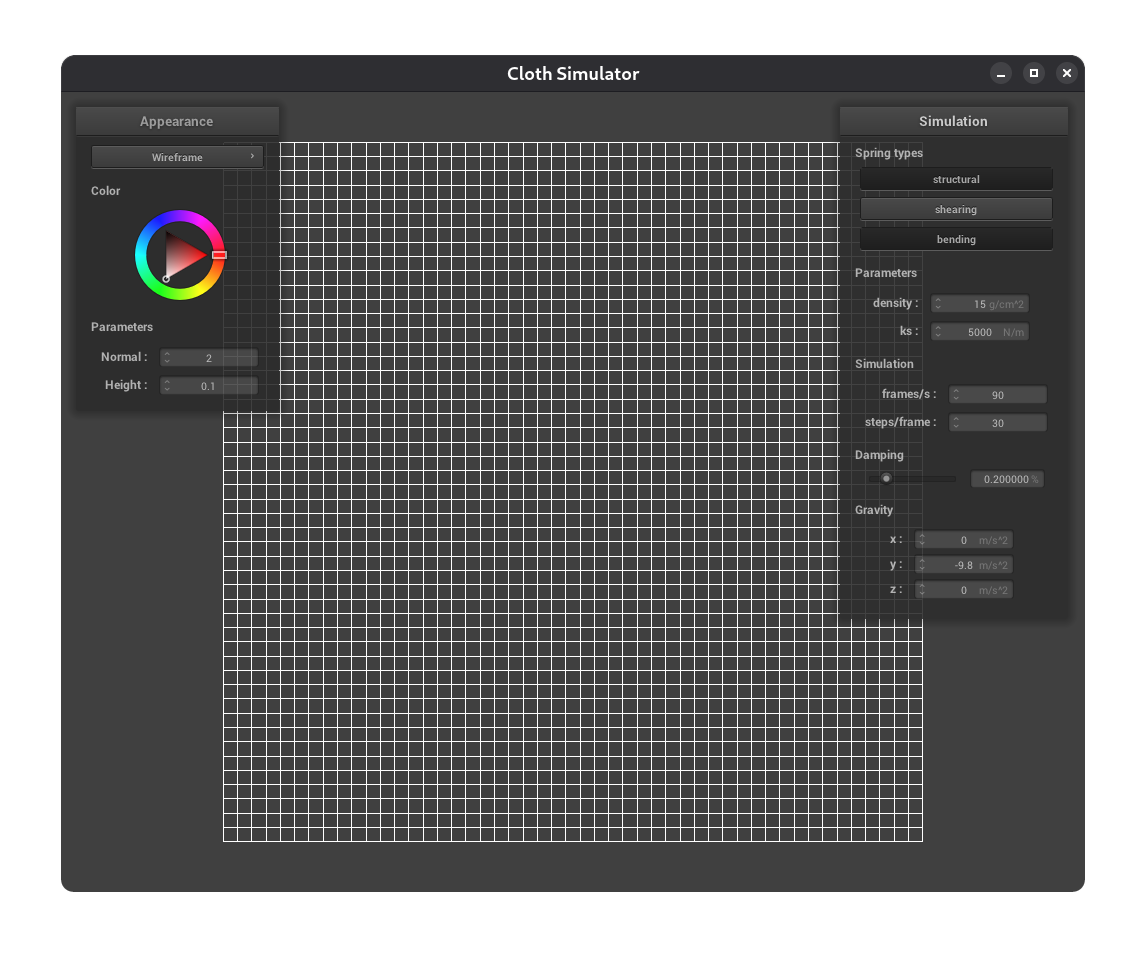 Cloth Simulator
Appearance
Wireframe
Color
Parameters
Normal : 2
Height : 0.1
Simulation
Spring types
structural
shearing
bending
Parameters
density : 15 g/cm^2
ks : 5000 N/m
Simulation
frames/s : 90
steps/frame : 30
Damping
0.200000 %
Gravity
x : 0 m/s^2
y : -9.8 m/s^2
z : 0 m/s^2